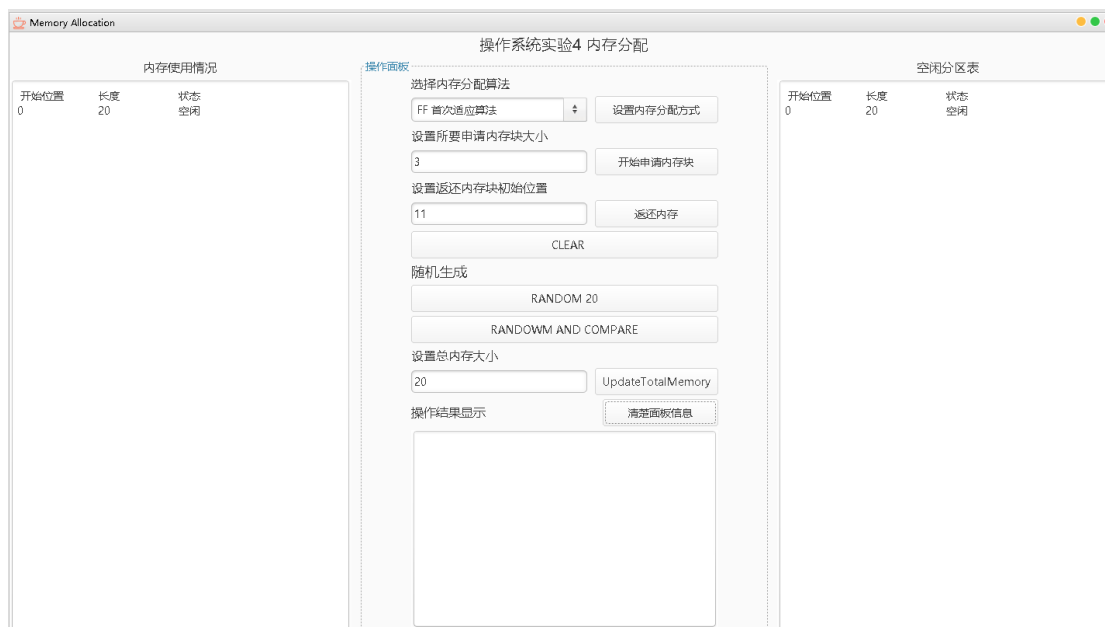 Memory Allocation
操作系统实验4 内存分配
内存使用情况
开始位置 长度 状态
0 20 空闲
操作面板
选择内存分配算法
FF 首次适应算法 设置内存分配方式
设置所要申请内存块大小
3 开始申请内存块
设置返还内存块初始位置
11 返还内存
CLEAR
随机生成
RANDOM 20
RANDOWM AND COMPARE
设置总内存大小
20 UpdateTotalMemory
操作结果显示 清楚面板信息
空闲分区表
开始位置 长度 状态
0 20 空闲